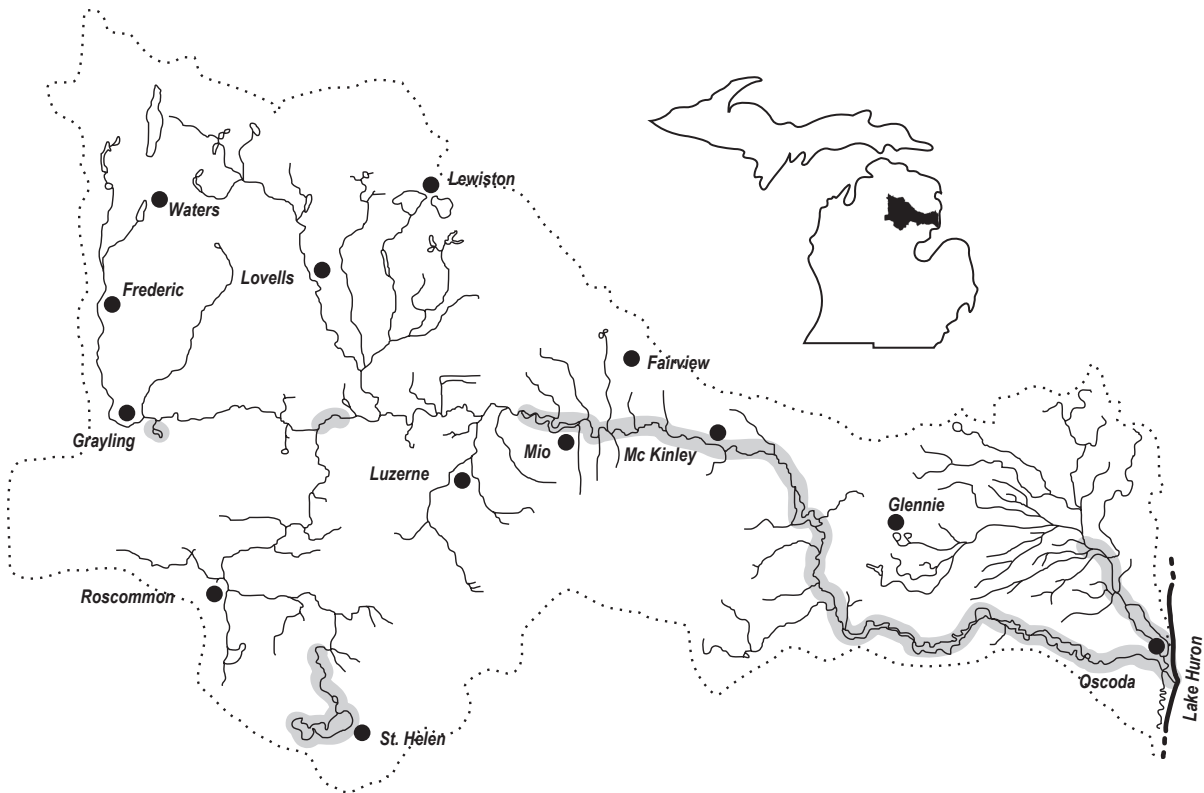 Lewiston
Waters
Lovells
Frederic
Fairview
Grayling
Mio
Mc Kinley
Luzerne
Glennie
Roscommon
Oscoda
Lake Huron
St. Helen